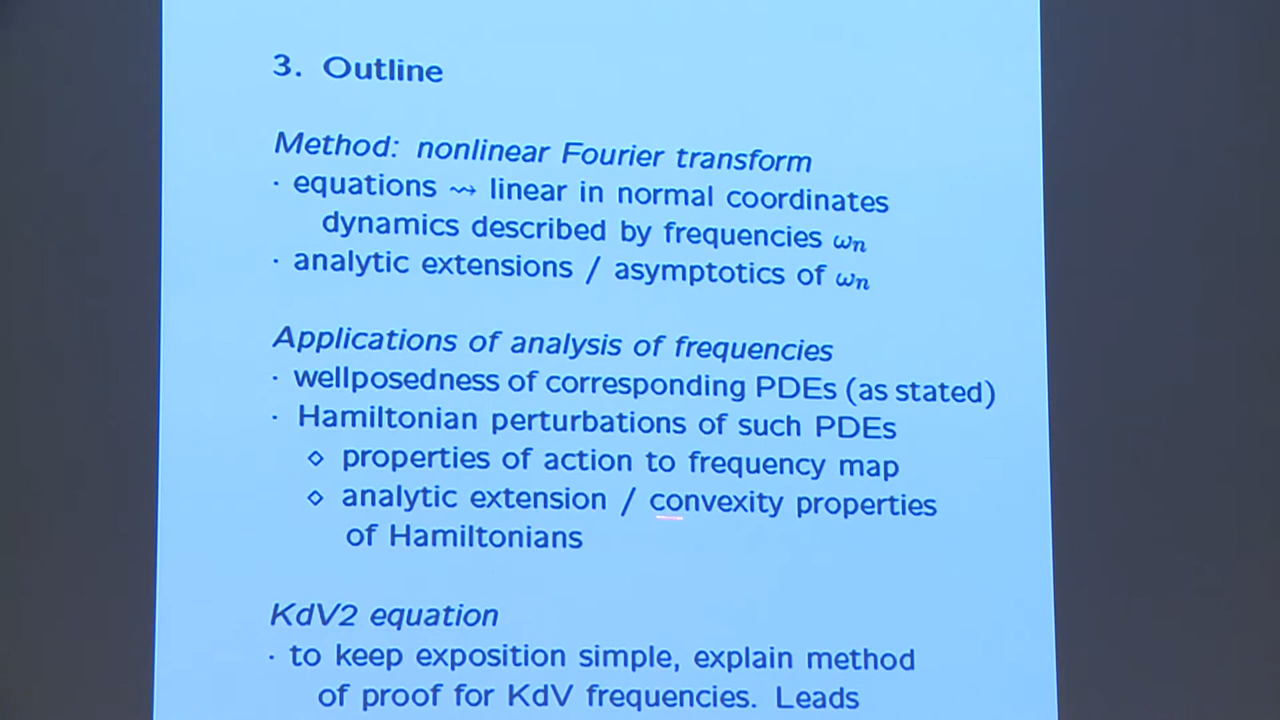 3. Outline
Method: nonlinear Fourier transform
· equations ⇝ linear in normal coordinates
dynamics described by frequencies ωn
· analytic extensions / asymptotics of ωn
Applications of analysis of frequencies
· wellposedness of corresponding PDEs (as stated)
· Hamiltonian perturbations of such PDEs
⋄ properties of action to frequency map
⋄ analytic extension / convexity properties
of Hamiltonians
KdV2 equation
· to keep exposition simple, explain method
of proof for KdV frequencies. Leads